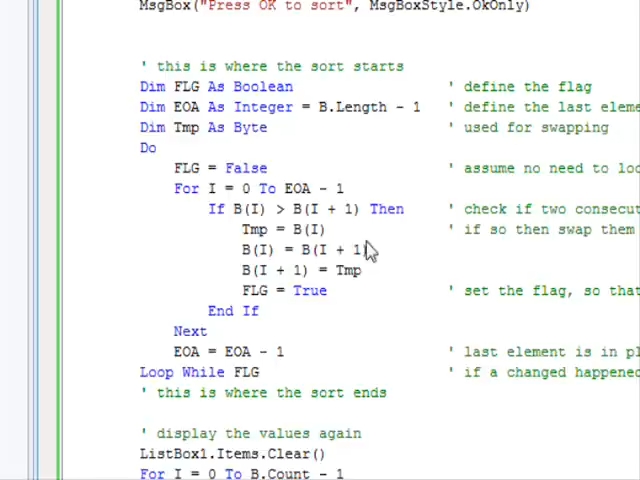 MsgBox("Press OK to sort", MsgBoxStyle.OkOnly)
' this is where the sort starts
Dim FLG As Boolean ' define the flag
Dim EOA As Integer = B.Length - 1 ' define the last eleme
Dim Tmp As Byte ' used for swapping
Do
FLG = False ' assume no need to loo
For I = 0 To EOA - 1
If B(I) > B(I + 1) Then ' check if two consecut
Tmp = B(I) ' if so then swap them
B(I) = B(I + 1)
B(I + 1) = Tmp
FLG = True ' set the flag, so that
End If
Next
EOA = EOA - 1 ' last element is in pl
Loop While FLG ' if a changed happened
' this is where the sort ends
' display the values again
ListBox1.Items.Clear()
For I = 0 To B.Count - 1